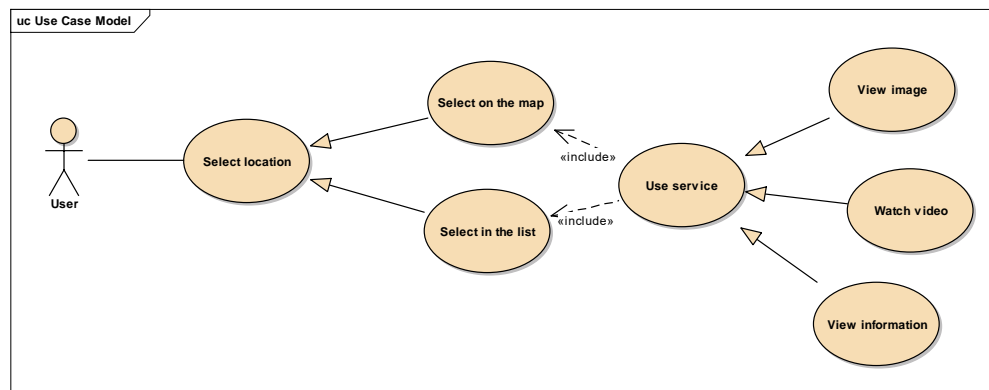 uc Use Case Model
User
Select location
Select on the map
Select in the list
«include»
«include»
Use service
View image
Watch video
View information